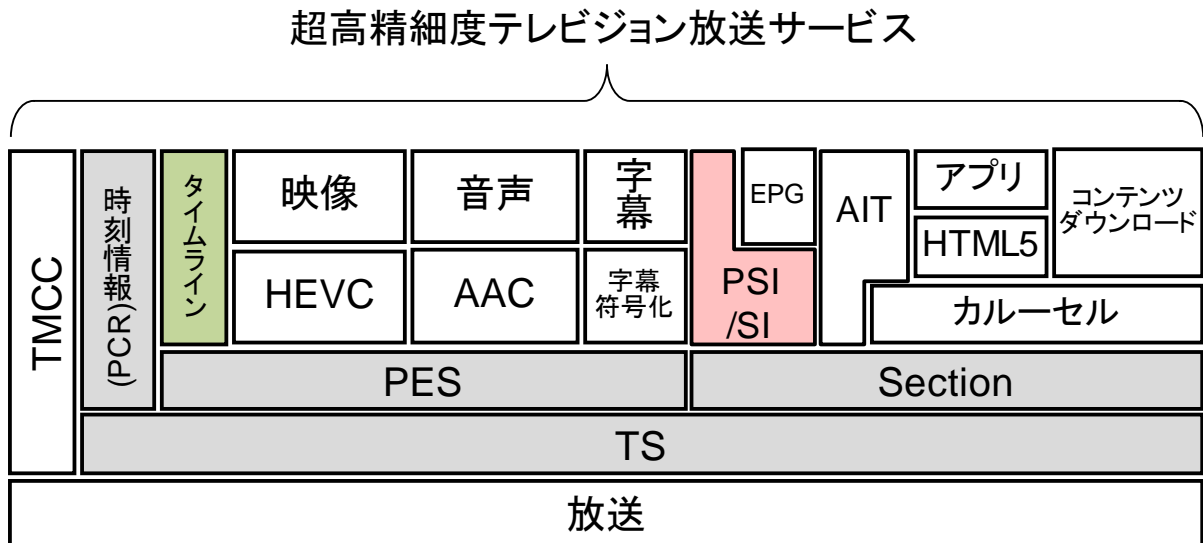 超高精細度テレビジョン放送サービス
TMCC
時刻情報
(PCR)
タイムライン
映像
音声
字幕
EPG
AIT
アプリ
コンテンツ
ダウンロード
HTML5
HEVC
AAC
字幕
符号化
PSI
/SI
カルーセル
PES
Section
TS
放送